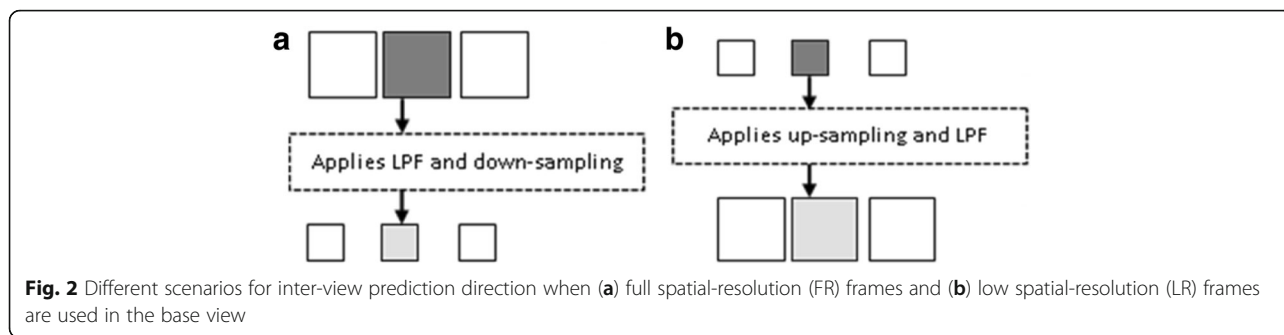 a
b
Applies LPF and down-sampling
Applies up-sampling and LPF
Fig. 2 Different scenarios for inter-view prediction direction when (a) full spatial-resolution (FR) frames and (b) low spatial-resolution (LR) frames
are used in the base view